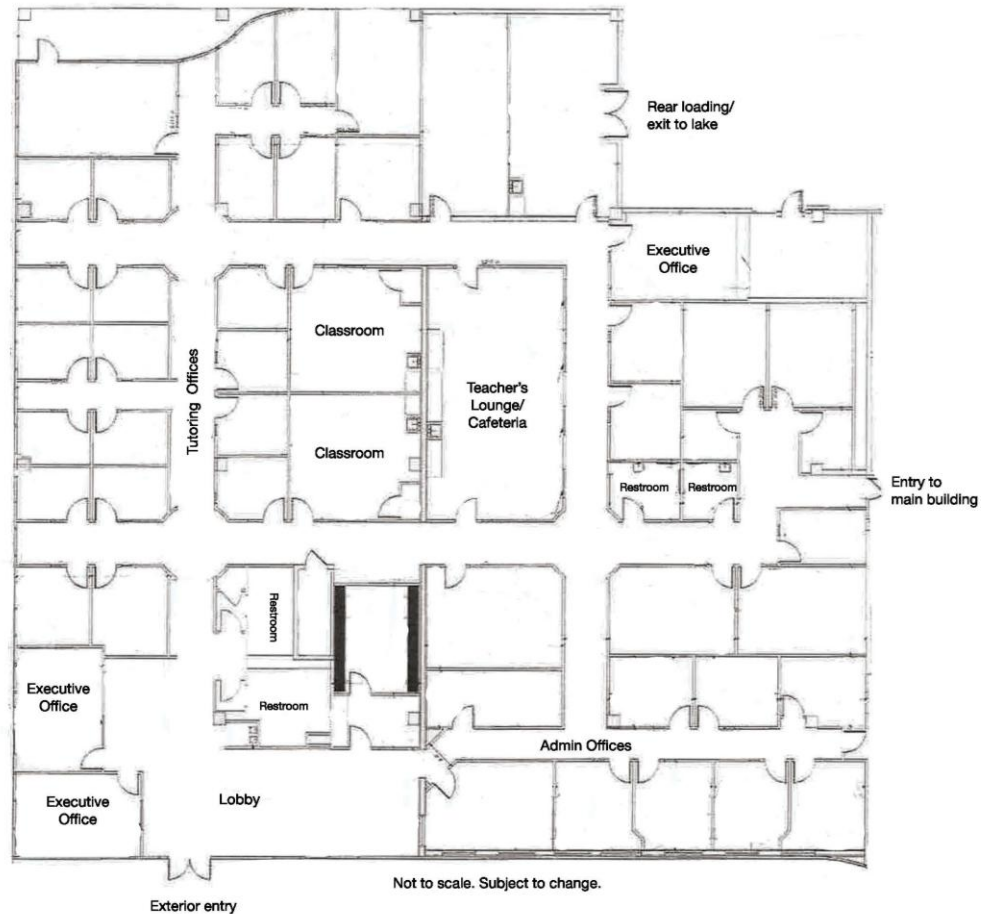 Rear loading/
exit to lake
Executive
Office
Classroom
Tutoring Offices
Teacher's
Lounge/
Cafeteria
Classroom
Restroom
Restroom
Entry to
main building
Restroom
Executive
Office
Restroom
Admin Offices
Executive
Office
Lobby
Not to scale. Subject to change.
Exterior entry